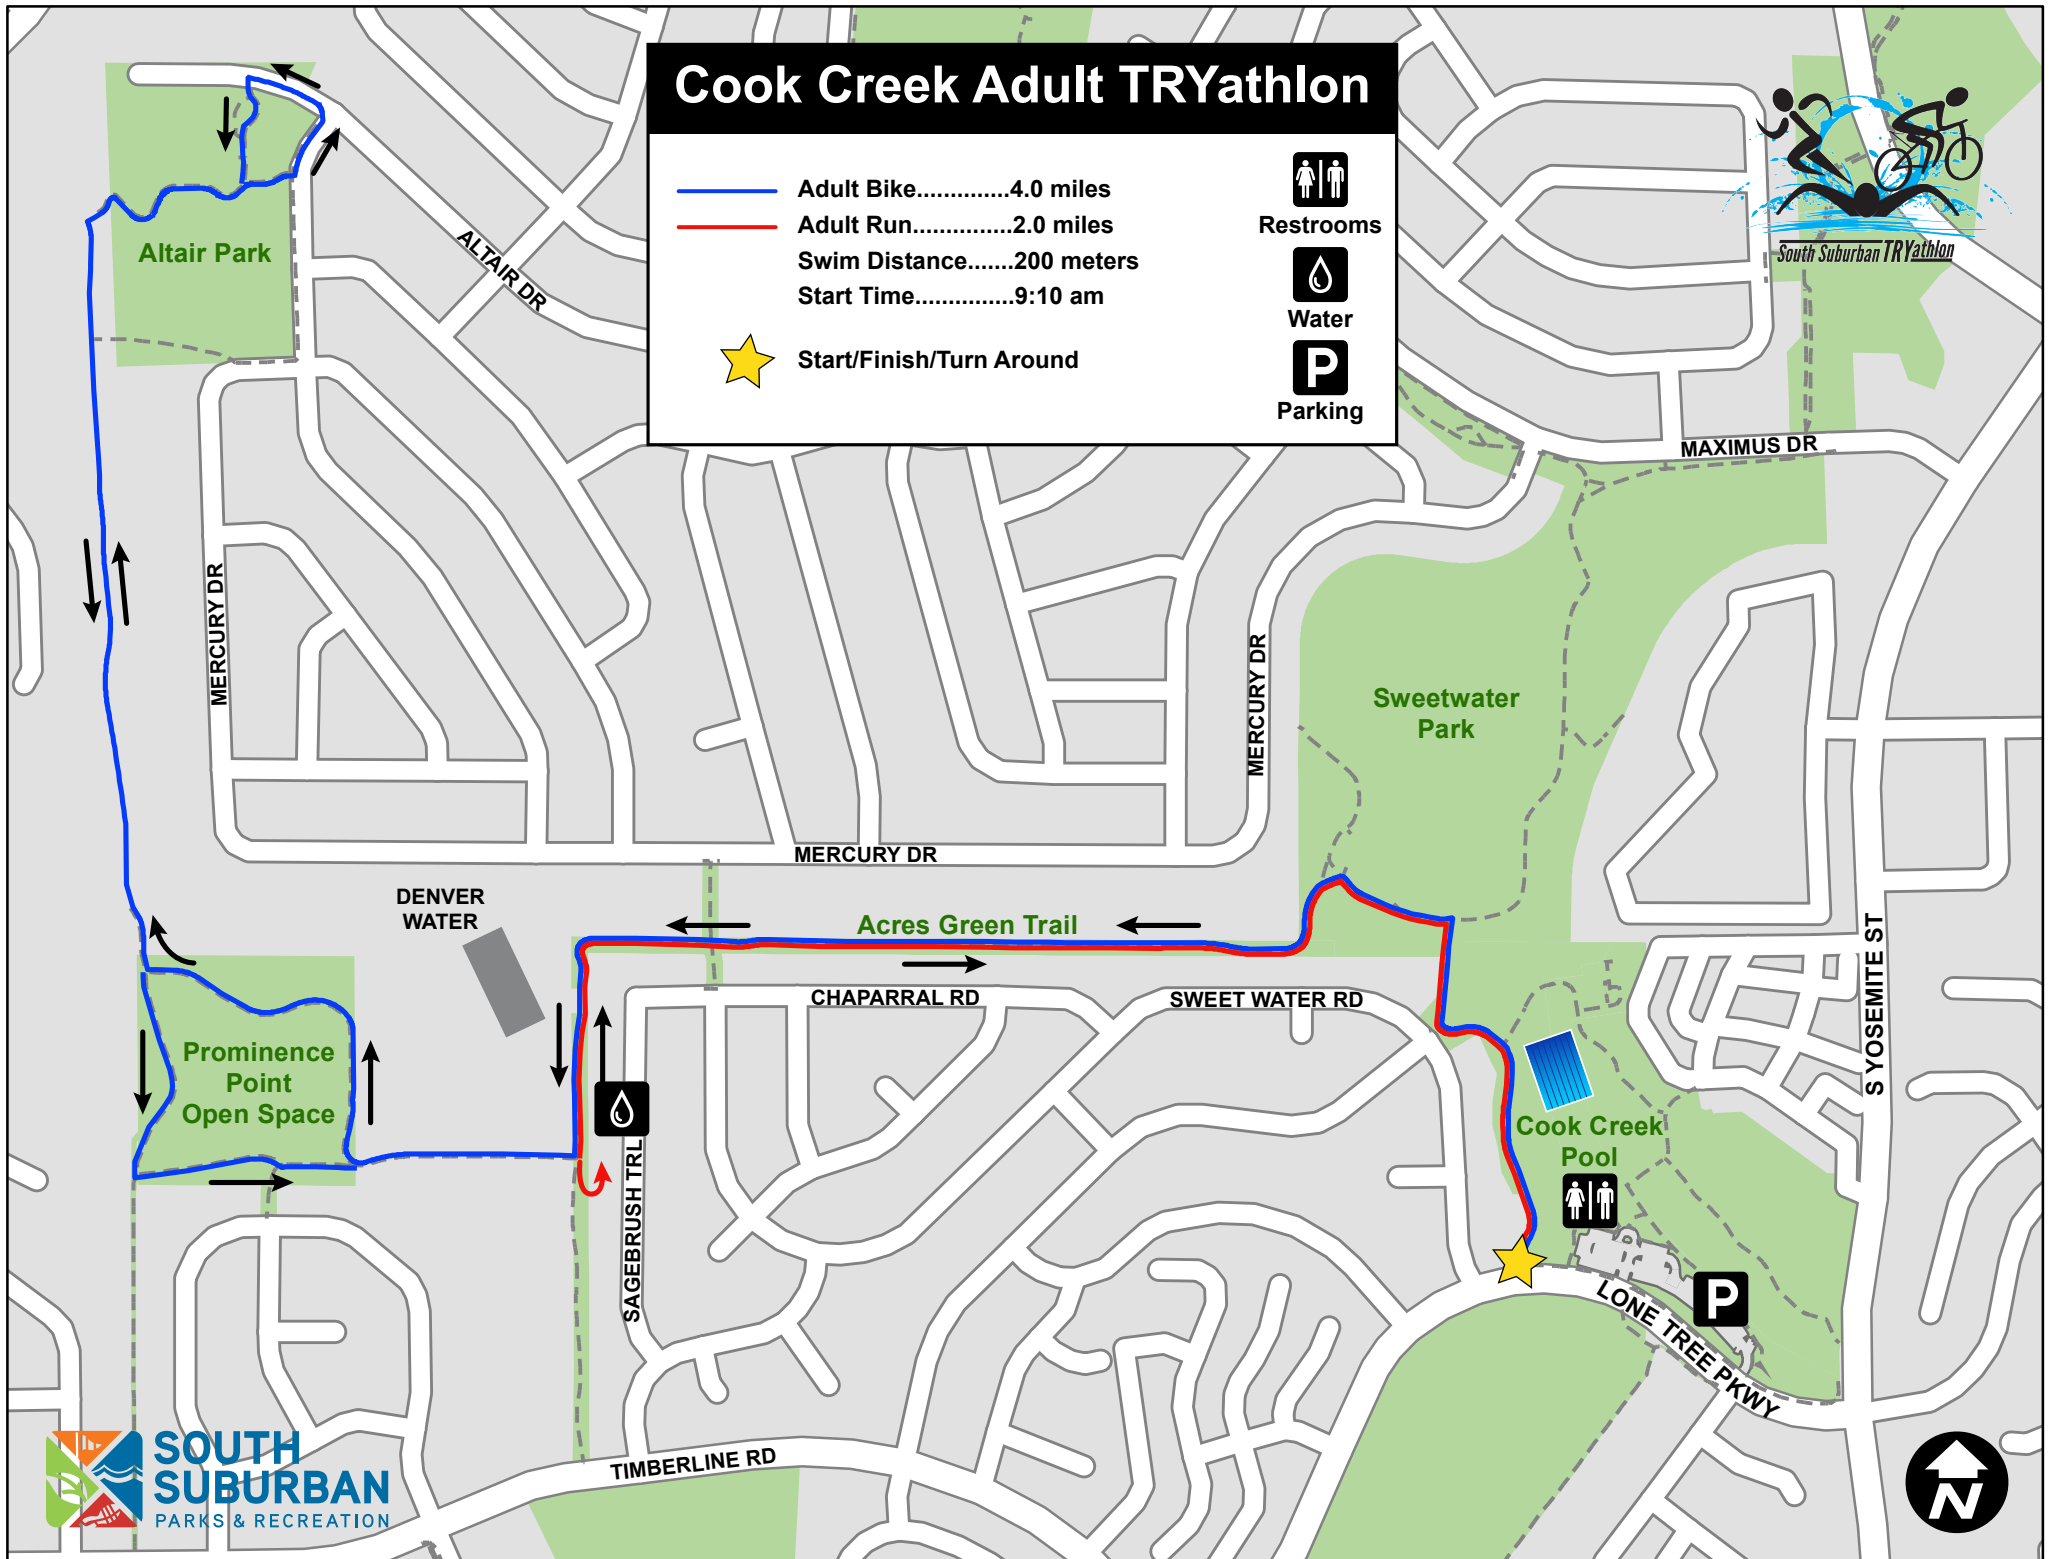 Cook Creek Adult TRYathlon
Adult Bike..............4.0 miles
Adult Run...............2.0 miles
Swim Distance.......200 meters
Start Time...............9:10 am
Start/Finish/Turn Around
Restrooms
Water
P
Parking
South Suburban TRYathlon
Altair Park
ALTAIR DR
MAXIMUS DR
MERCURY DR
MERCURY DR
Sweetwater
Park
MERCURY DR
DENVER
WATER
Acres Green Trail
CHAPARRAL RD
SWEET WATER RD
S YOSEMITE ST
Prominence
Point
Open Space
Cook Creek
Pool
SAGEBRUSH TRL
P
LONE TREE PKWY
TIMBERLINE RD
SOUTH
SUBURBAN
PARKS & RECREATION
N